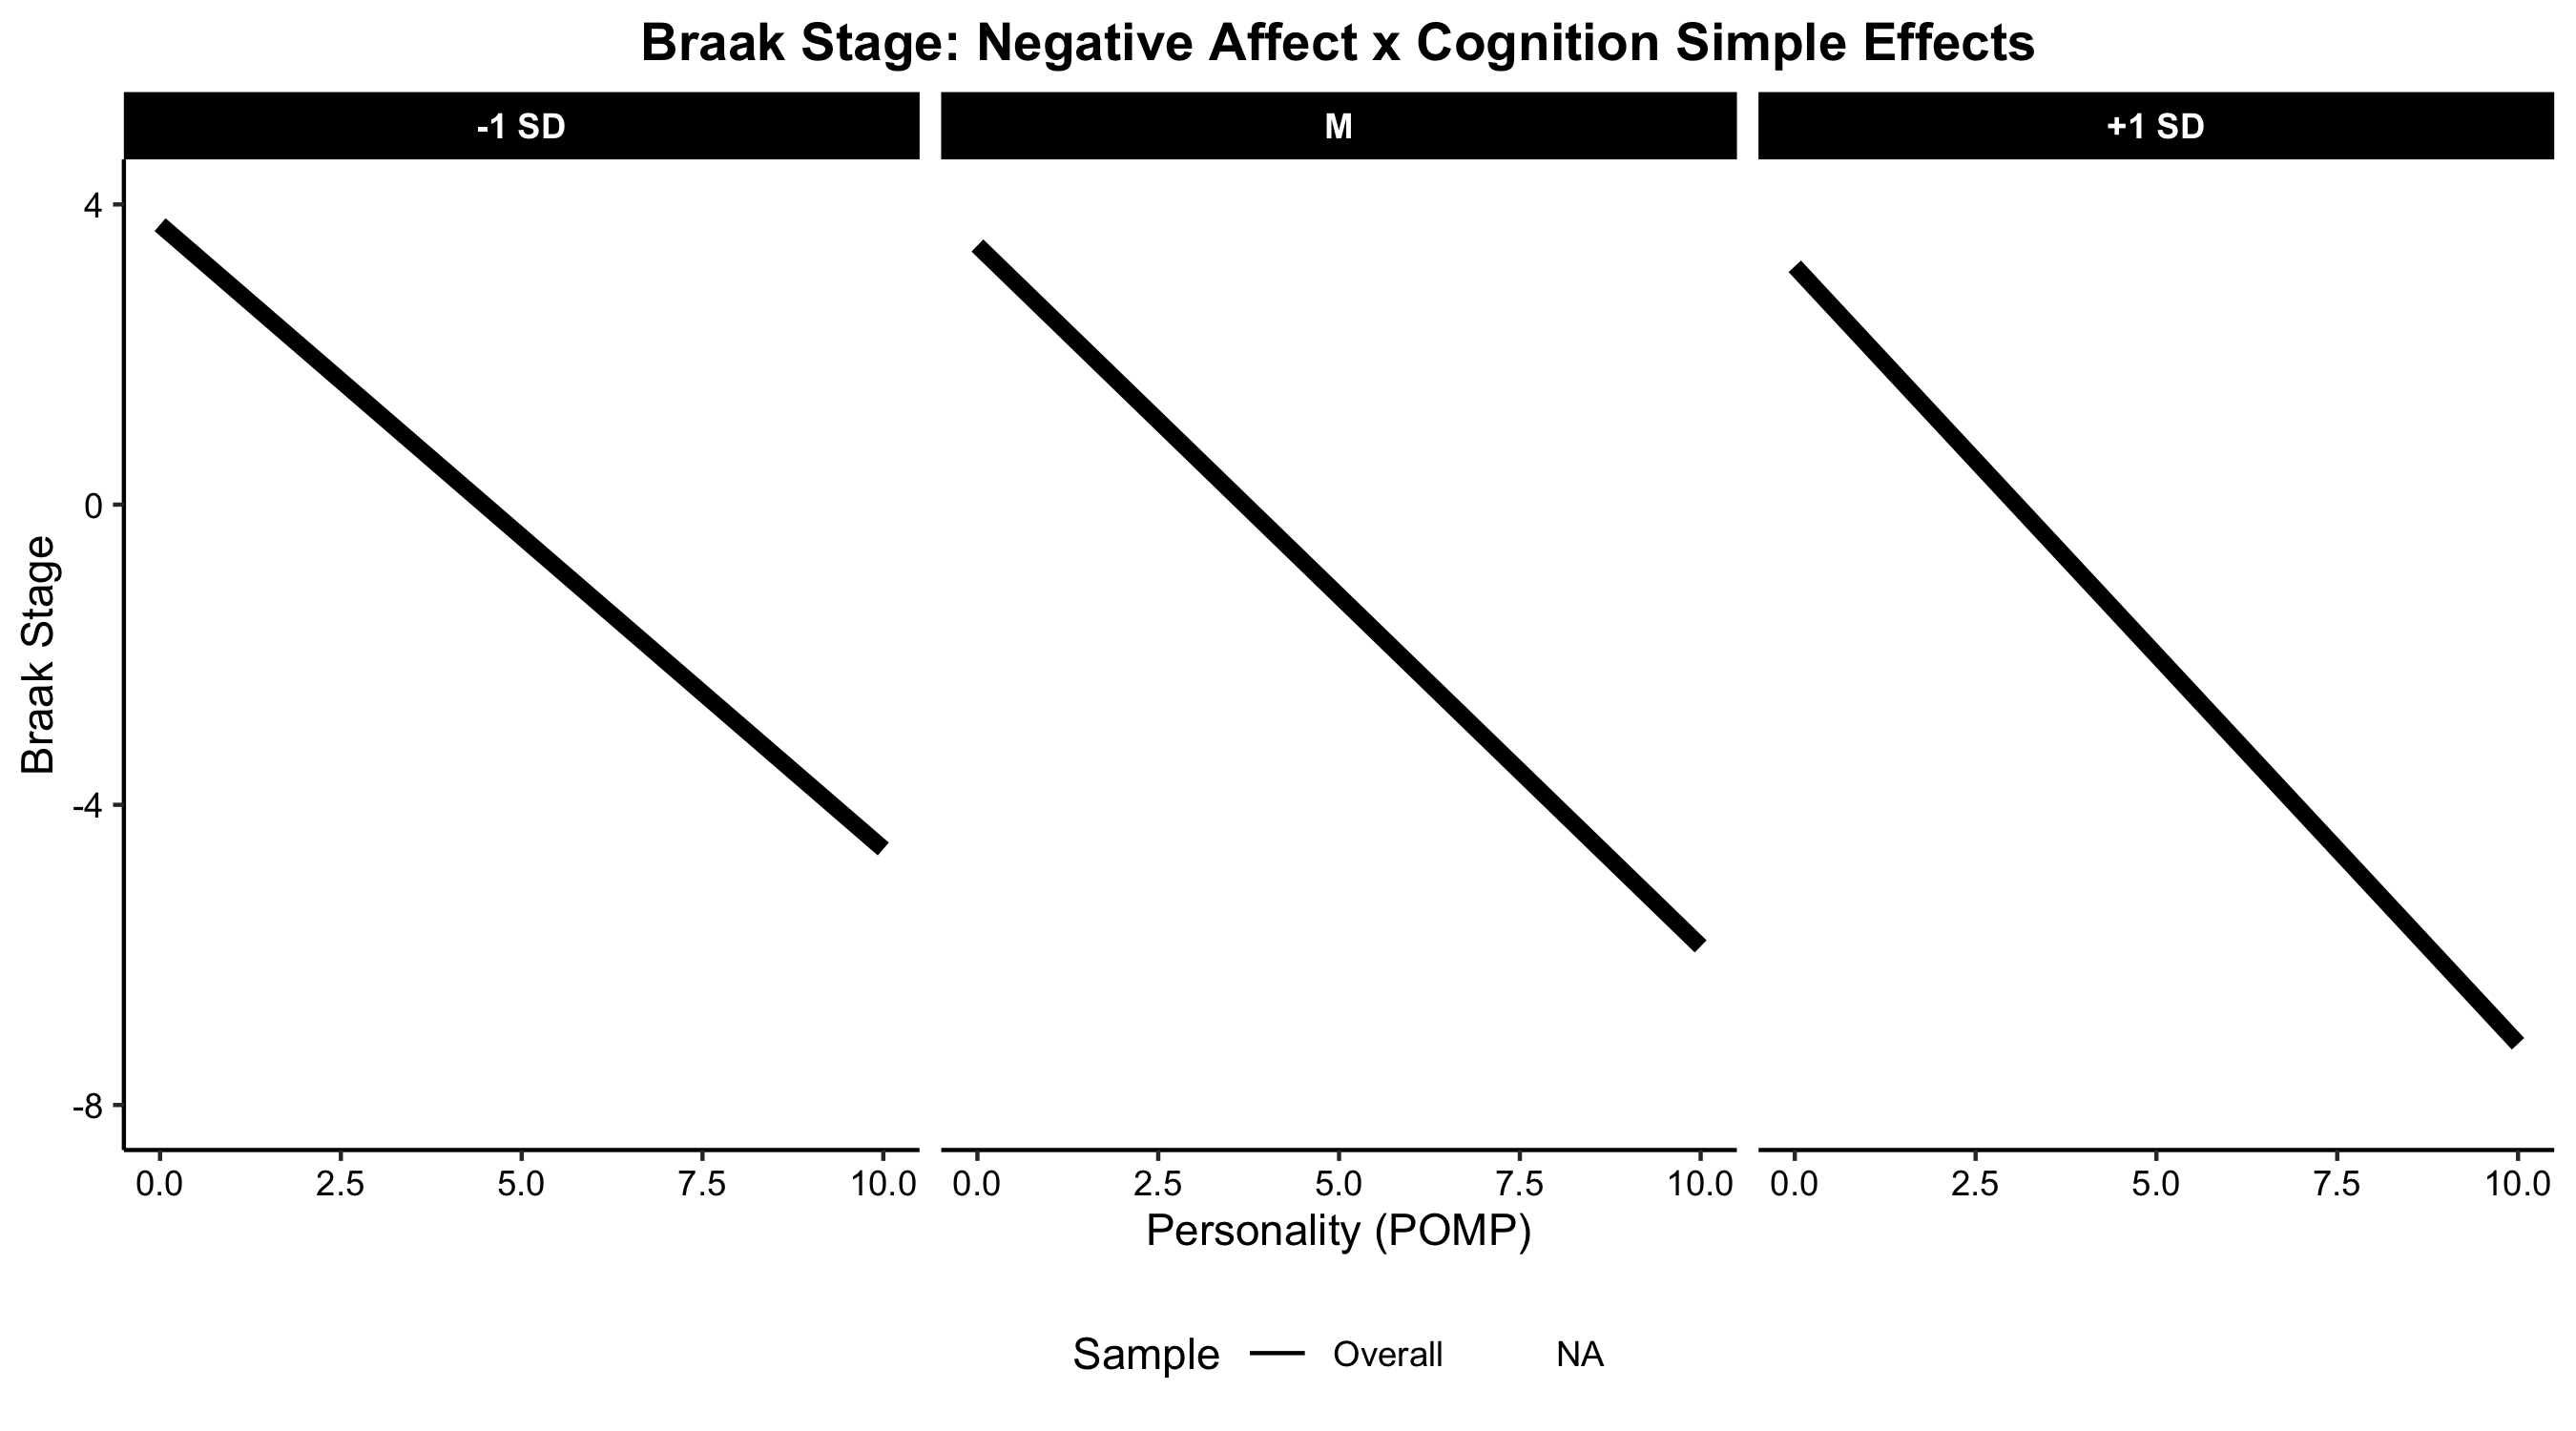 Braak Stage: Negative Affect x Cognition Simple Effects
-1 SD M +1 SD
Braak Stage
4
0
-4
-8
0.0 2.5 5.0 7.5 10.0 0.0 2.5 5.0 7.5 10.0 0.0 2.5 5.0 7.5 10.0
Personality (POMP)
Sample Overall NA